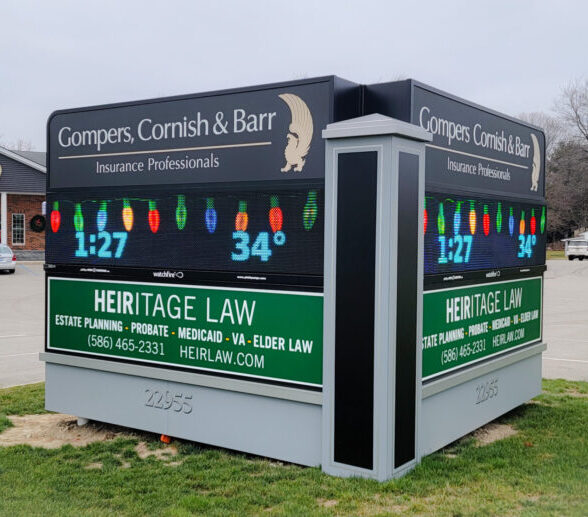 Gompers, Cornish & Barr
Insurance Professionals
1:27 34°
watchfire
HEIRITAGE LAW
ESTATE PLANNING - PROBATE - MEDICAID - VA - ELDER LAW
(586) 465-2331 HEIRLAW.COM
22955
Gompers Cornish & Barr
Insurance Professionals
1:27 34°
watchfire
HEIRITAGE LAW
STATE PLANNING - PROBATE - MEDICAID - VA - ELDER LAW
(586) 465-2331 HEIRLAW.COM
22955